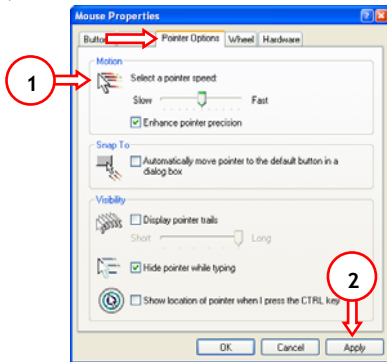 Mouse Properties
Button Pointer Options Wheel Hardware
Motion
1
Select a pointer speed:
Slow Fast
Enhance pointer precision
Snap To
Automatically move pointer to the default button in a
dialog box
Visibility
Display pointer trails
Short Long
Hide pointer while typing
2
Show location of pointer when I press the CTRL key
OK Cancel Apply